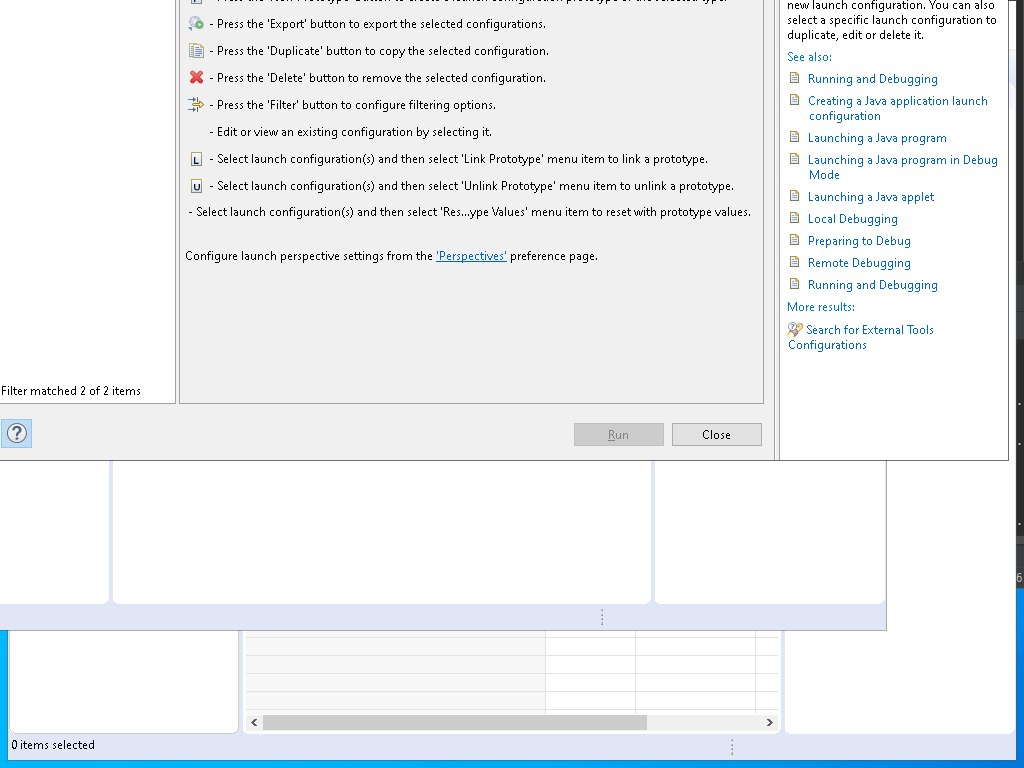 - Press the 'Export' button to export the selected configurations.
- Press the 'Duplicate' button to copy the selected configuration.
- Press the 'Delete' button to remove the selected configuration.
- Press the 'Filter' button to configure filtering options.
- Edit or view an existing configuration by selecting it.
L - Select launch configuration(s) and then select 'Link Prototype' menu item to link a prototype.
U - Select launch configuration(s) and then select 'Unlink Prototype' menu item to unlink a prototype.
- Select launch configuration(s) and then select 'Res...ype Values' menu item to reset with prototype values.
Configure launch perspective settings from the 'Perspectives' preference page.
Filter matched 2 of 2 items
Run
Close
new launch configuration. You can also
select a specific launch configuration to
duplicate, edit or delete it.
See also:
Running and Debugging
Creating a Java application launch
configuration
Launching a Java program
Launching a Java program in Debug
Mode
Launching a Java applet
Local Debugging
Preparing to Debug
Remote Debugging
Running and Debugging
More results:
Search for External Tools
Configurations
6
0 items selected